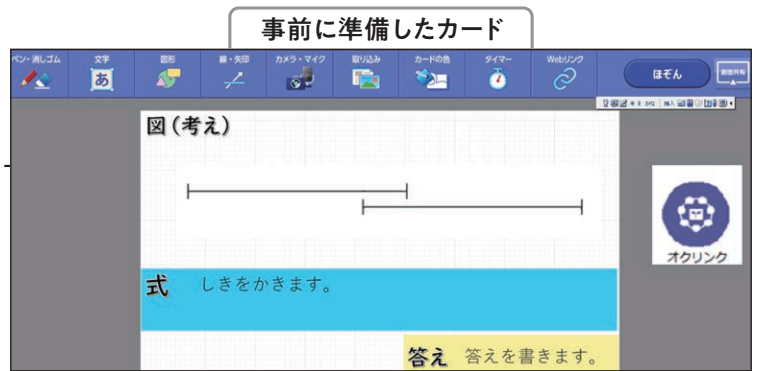 事前に準備したカード
ペン・消しゴム 文字 図形 線・矢印 カメラ・マイク 取り込み カードの色 タイマー Webリンク
あ
ほぞん
画面共有
図(考え)
オクリンク
式 しきをかきます。
答え 答えを書きます。